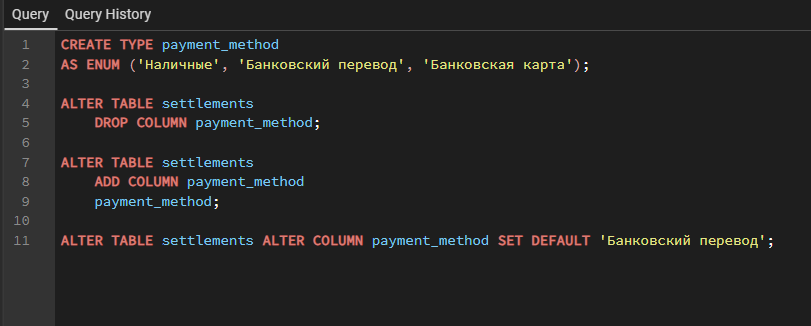 Query Query History
1 CREATE TYPE payment_method
2 AS ENUM ('Наличные', 'Банковский перевод', 'Банковская карта');
3
4 ALTER TABLE settlements
5 DROP COLUMN payment_method;
6
7 ALTER TABLE settlements
8 ADD COLUMN payment_method
9 payment_method;
10
11 ALTER TABLE settlements ALTER COLUMN payment_method SET DEFAULT 'Банковский перевод';